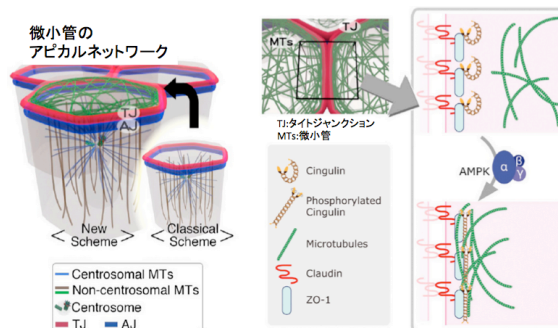 微小管の
アピカルネットワーク
TJ
AJ
New
Scheme
Classical
Scheme
Centrosomal MTs
Non-centrosomal MTs
Centrosome
TJ
AJ
TJ
MTs
TJ:タイトジャンクション
MTs:微小管
Cingulin
Phosphorylated
Cingulin
Microtubules
Claudin
ZO-1
AMPK
α
β
γ